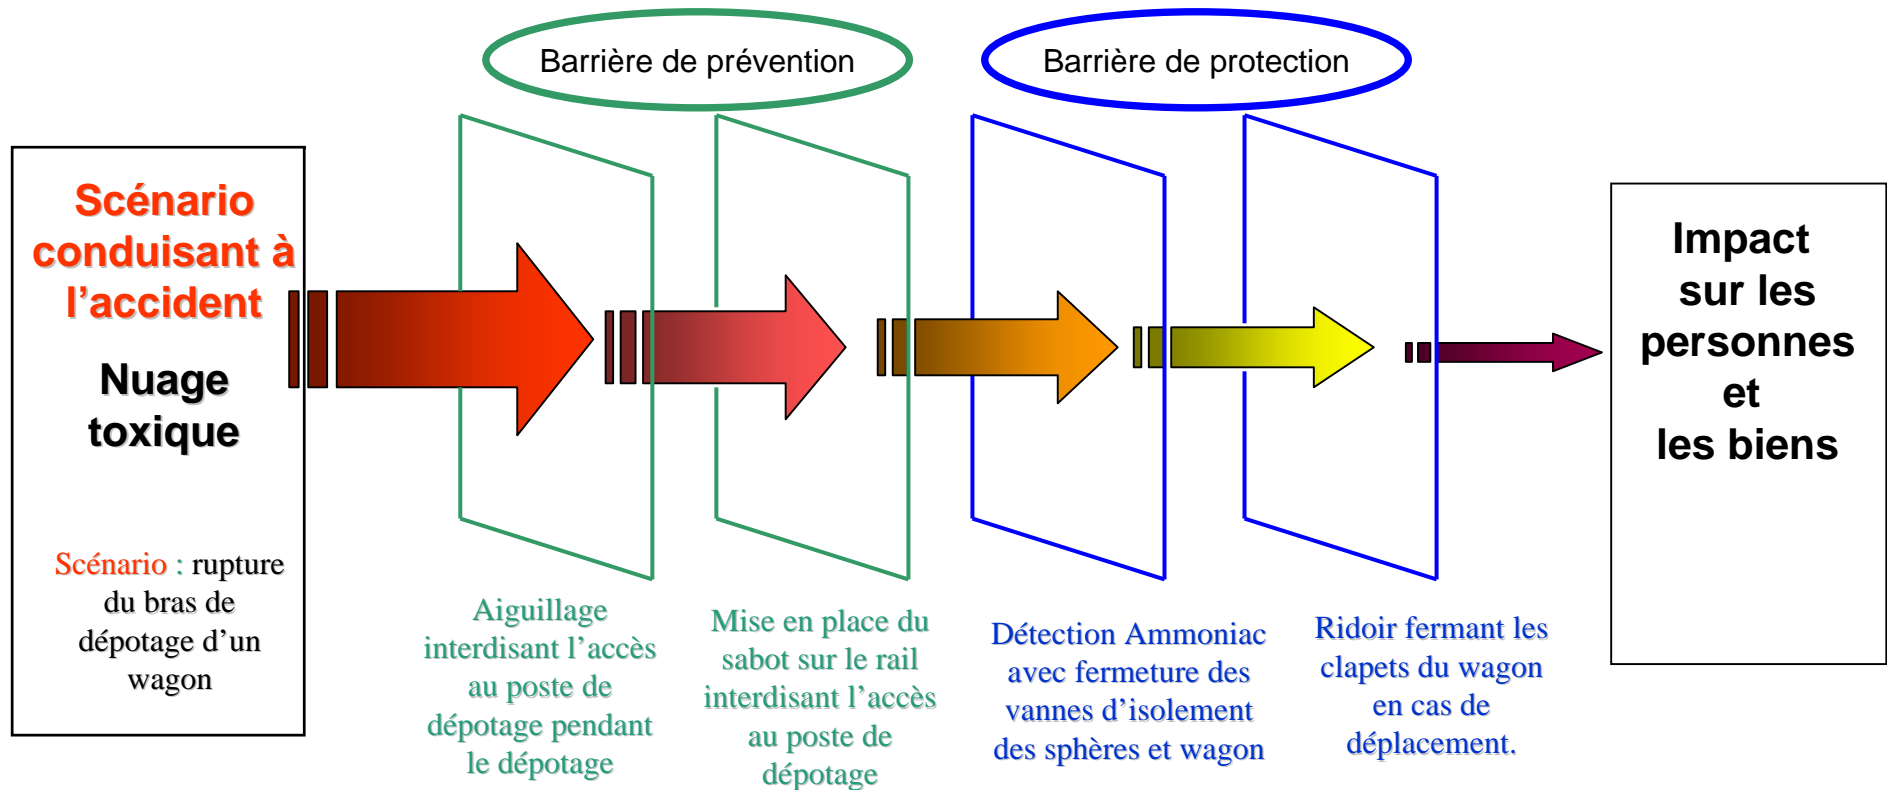 Barrière de prévention
Barrière de protection
Scénario
conduisant à
l’accident
Nuage
toxique
Scénario : rupture
du bras de
dépotage d’un
wagon
Aiguillage
interdisant l’accès
au poste de
dépotage pendant
le dépotage
Mise en place du
sabot sur le rail
interdisant l’accès
au poste de
dépotage
Détection Ammoniac
avec fermeture des
vannes d’isolement
des sphères et wagon
Ridoir fermant les
clapets du wagon
en cas de
déplacement.
Impact
sur les
personnes
et
les biens